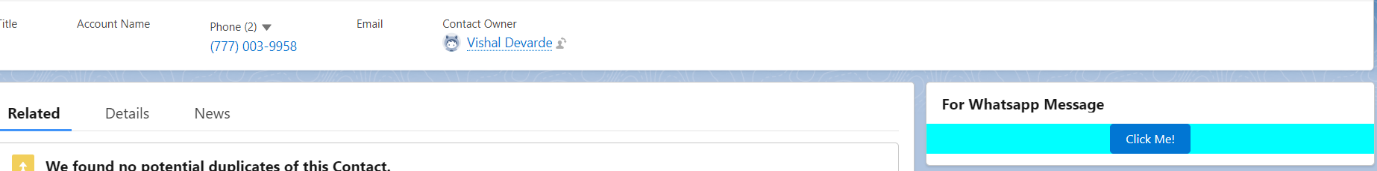 Title Account Name Phone (2) Email Contact Owner
(777) 003-9958 Vishal Devarde
Related Details News
We found no potential duplicates of this Contact.
For Whatsapp Message
Click Me!